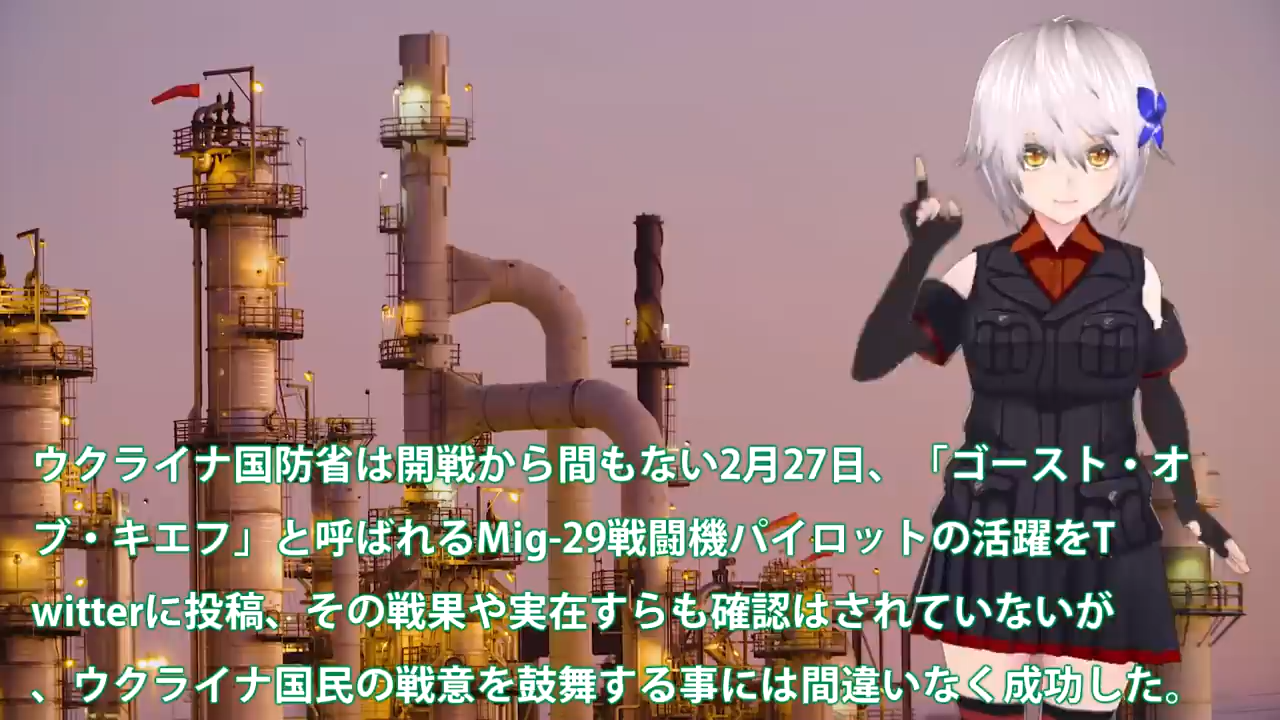 ウクライナ国防省は開戦から間もない2月27日、「ゴースト・オ
ブ・キエフ」と呼ばれるMig-29戦闘機パイロットの活躍をT
witterに投稿、その戦果や実在すらも確認はされていないが
、ウクライナ国民の戦意を鼓舞する事には間違いなく成功した。